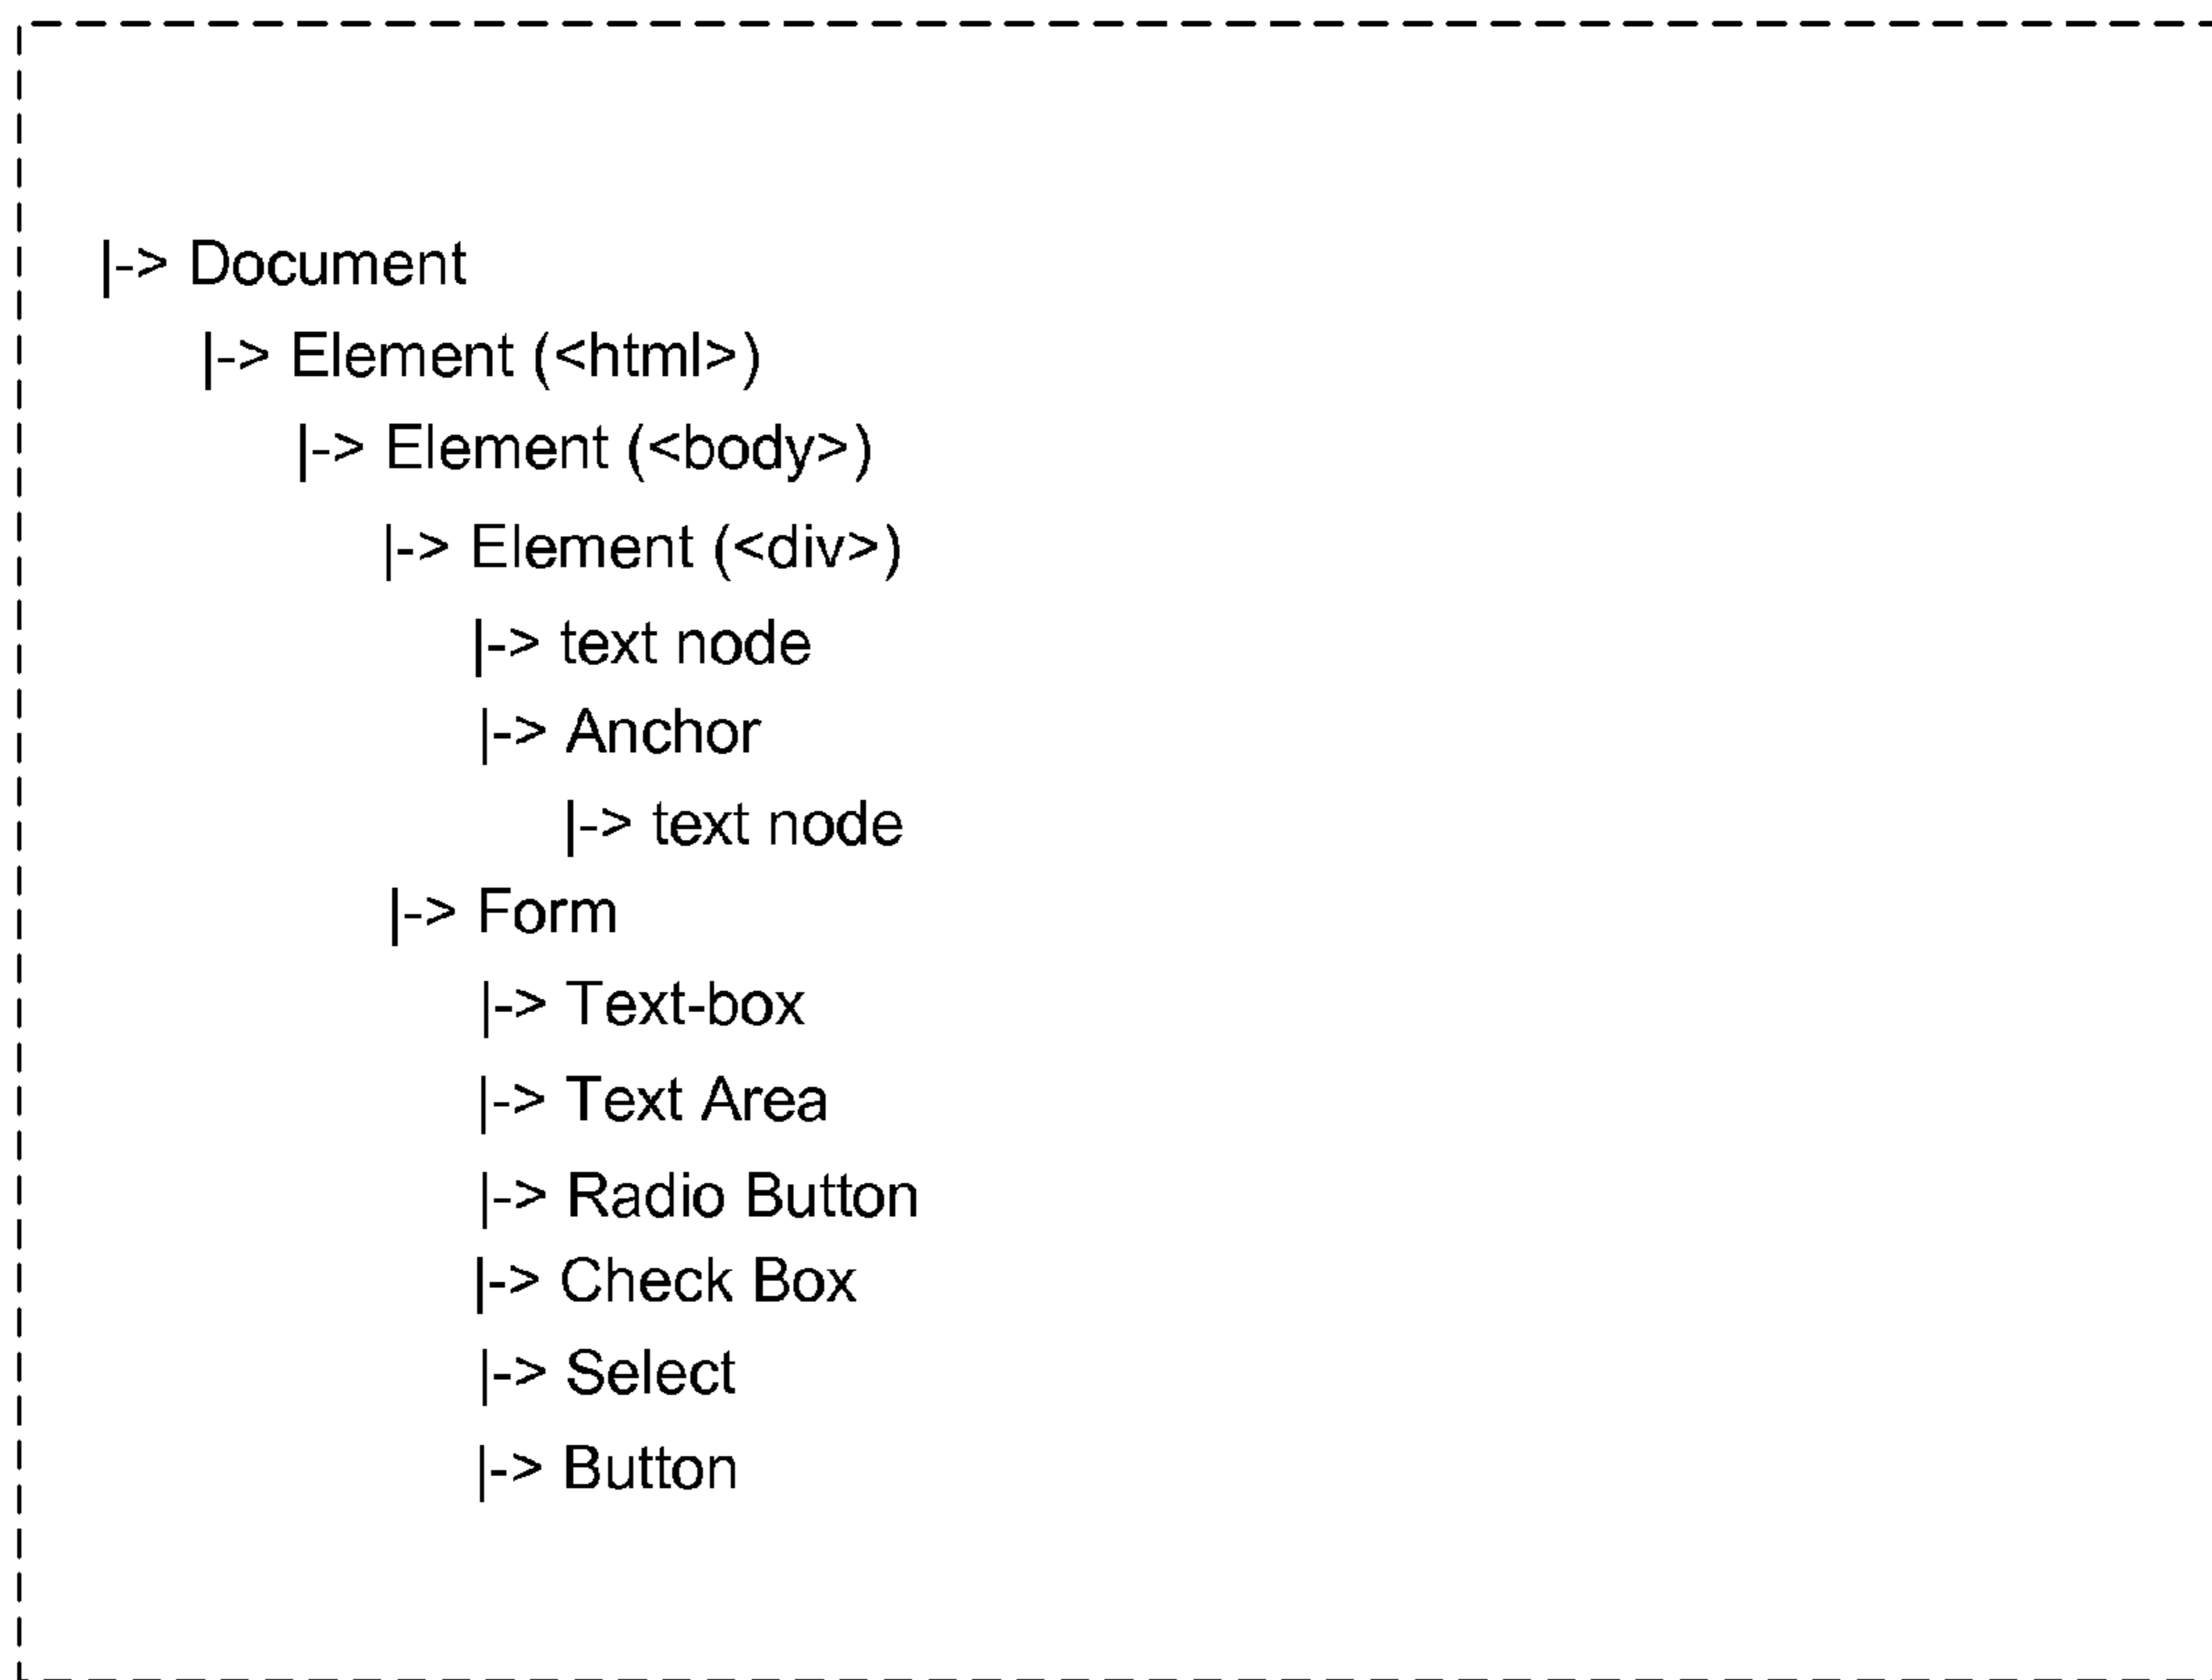 |-> Document
|-> Element (<html>)
|-> Element (<body>)
|-> Element (<div>)
|-> text node
|-> Anchor
|-> text node
|-> Form
|-> Text-box
|-> Text Area
|-> Radio Button
|-> Check Box
|-> Select
|-> Button